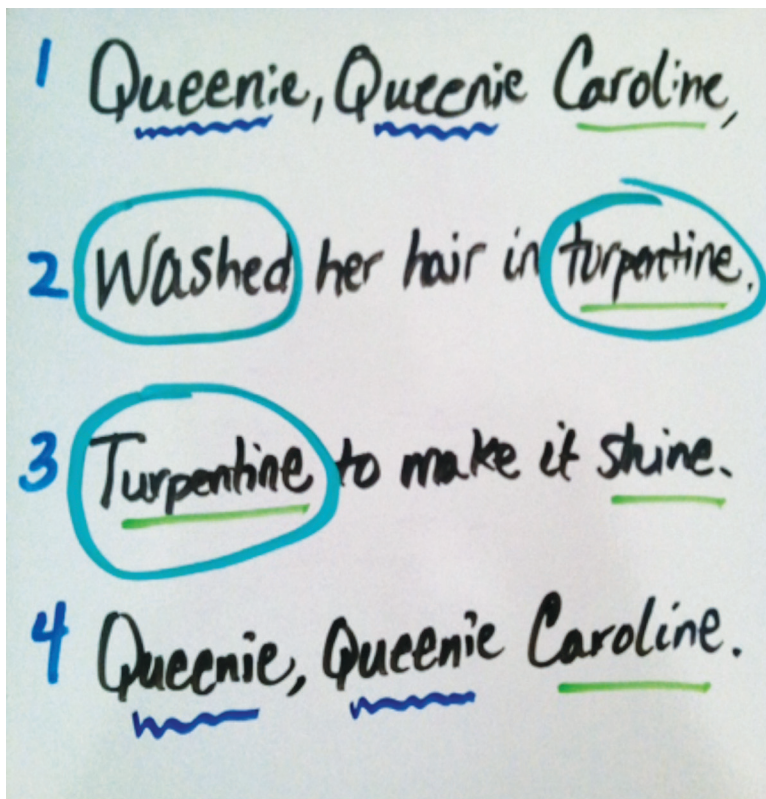 1 Queenie, Queenie Caroline,
2 Washed her hair in turpentine.
3 Turpentine to make it shine.
4 Queenie, Queenie Caroline.